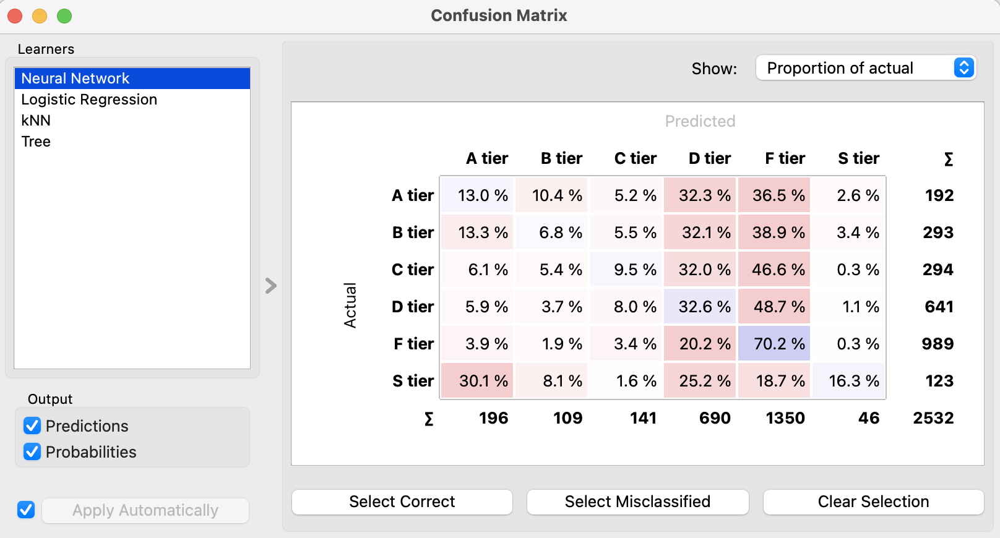 Confusion Matrix
Learners
Neural Network
Logistic Regression
kNN
Tree
Output
Predictions
Probabilities
Apply Automatically
Show: Proportion of actual
Predicted
A tier B tier C tier D tier F tier S tier Σ
Actual
A tier 13.0 % 10.4 % 5.2 % 32.3 % 36.5 % 2.6 % 192
B tier 13.3 % 6.8 % 5.5 % 32.1 % 38.9 % 3.4 % 293
C tier 6.1 % 5.4 % 9.5 % 32.0 % 46.6 % 0.3 % 294
D tier 5.9 % 3.7 % 8.0 % 32.6 % 48.7 % 1.1 % 641
F tier 3.9 % 1.9 % 3.4 % 20.2 % 70.2 % 0.3 % 989
S tier 30.1 % 8.1 % 1.6 % 25.2 % 18.7 % 16.3 % 123
Σ 196 109 141 690 1350 46 2532
Select Correct Select Misclassified Clear Selection